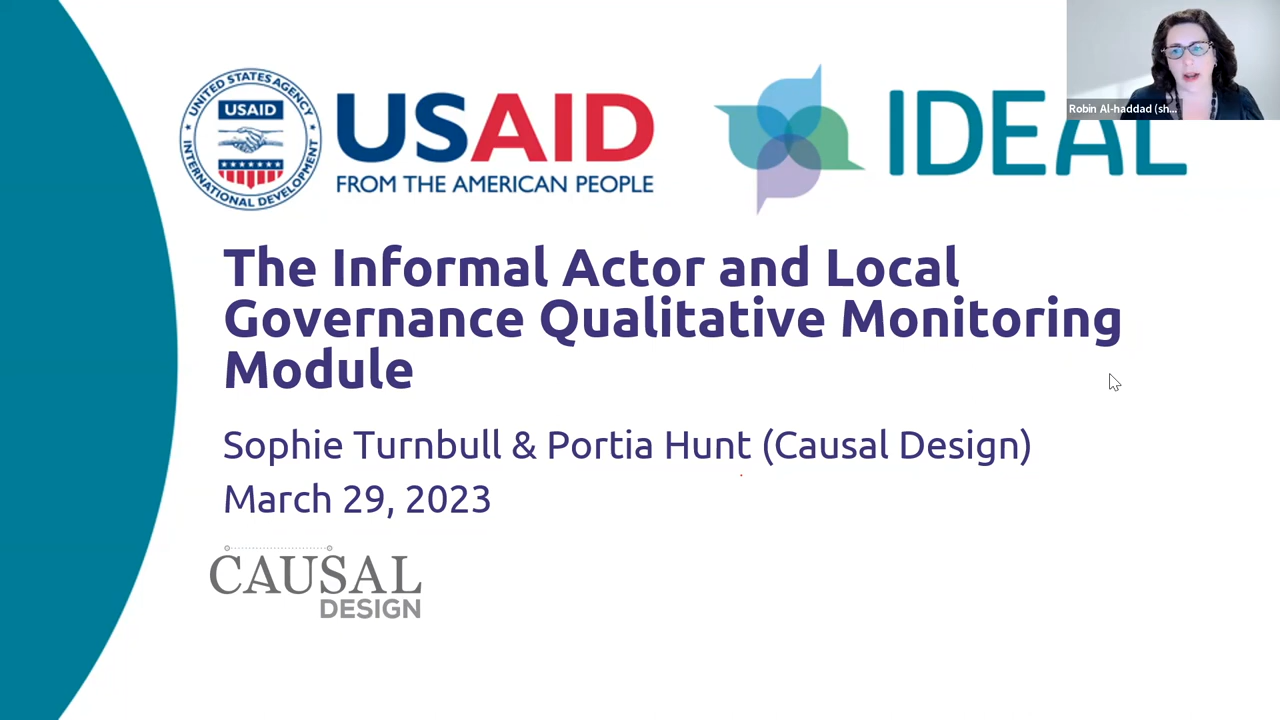 UNITED STATES AGENCY
USAID
INTERNATIONAL DEVELOPMENT
USAID
FROM THE AMERICAN PEOPLE
IDEAL
Robin Al-haddad (sh...
The Informal Actor and Local
Governance Qualitative Monitoring
Module
Sophie Turnbull & Portia Hunt (Causal Design)
March 29, 2023
CAUSAL
DESIGN